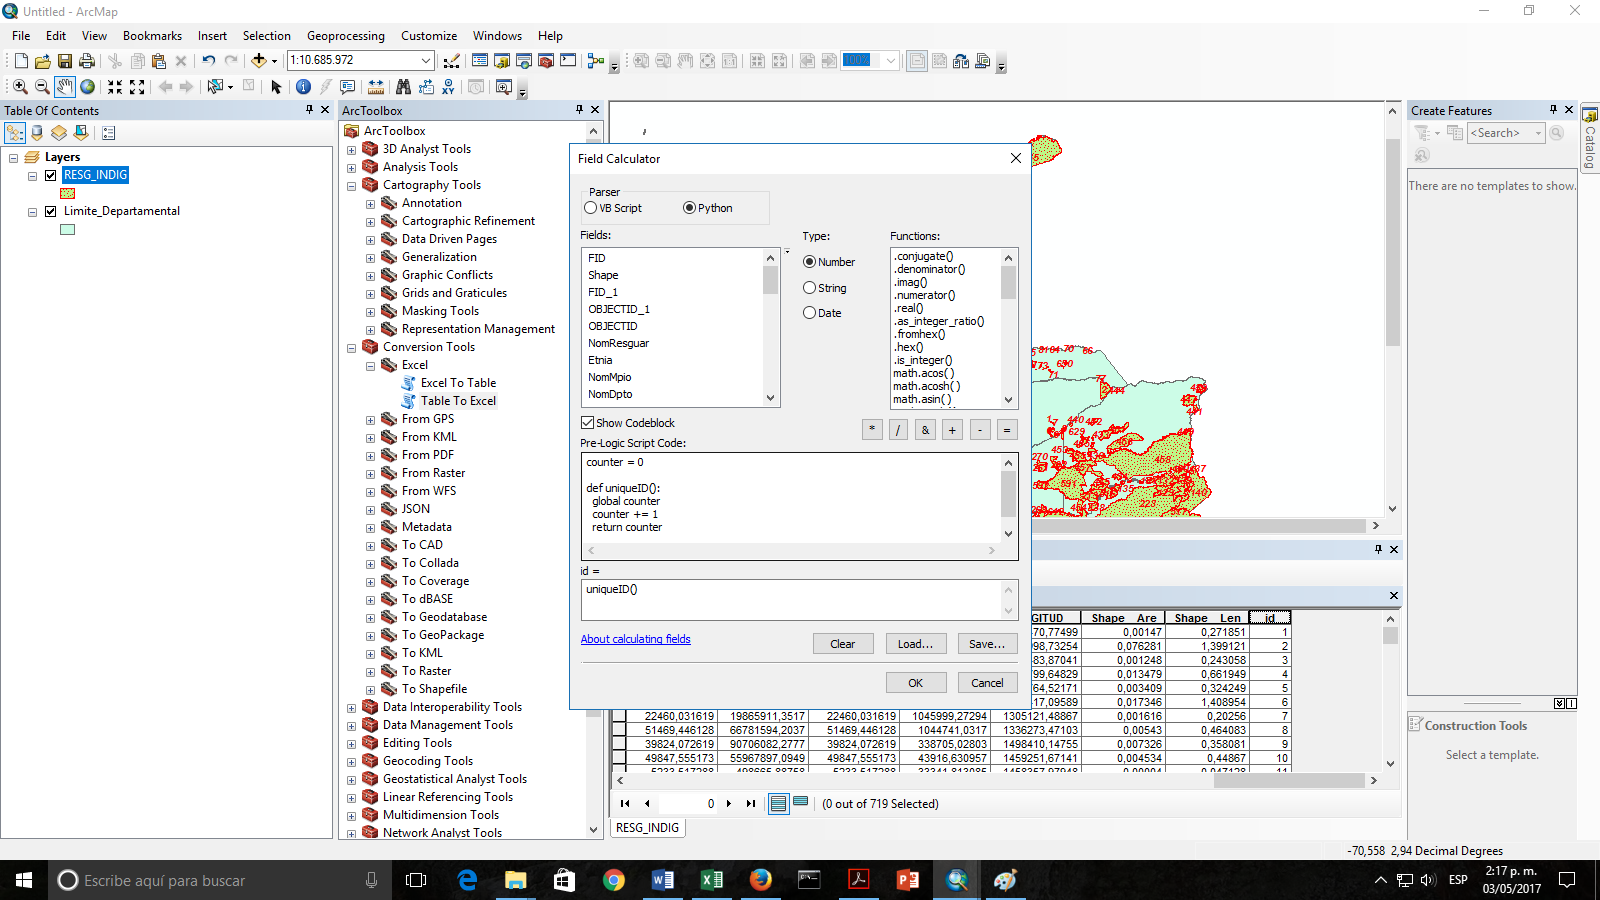 Untitled - ArcMap
File Edit View Bookmarks Insert Selection Geoprocessing Customize Windows Help
1:10.685.972
100%
Table Of Contents
Layers
RESG_INDIG
Limite_Departamental
ArcToolbox
ArcToolbox
3D Analyst Tools
Analysis Tools
Cartography Tools
Annotation
Cartographic Refinement
Data Driven Pages
Generalization
Graphic Conflicts
Grids and Graticules
Masking Tools
Representation Management
Conversion Tools
Excel
Excel To Table
Table To Excel
From GPS
From KML
From PDF
From Raster
From WFS
JSON
Metadata
To CAD
To Collada
To Coverage
To dBASE
To Geodatabase
To GeoPackage
To KML
To Raster
To Shapefile
Data Interoperability Tools
Data Management Tools
Editing Tools
Geocoding Tools
Geostatistical Analyst Tools
Linear Referencing Tools
Multidimension Tools
Network Analyst Tools
Field Calculator
Parser
VB Script Python
Fields:
FID
Shape
FID_1
OBJECTID_1
OBJECTID
NomResguar
Etnia
NomMpio
NomDpto
Type:
Number
String
Date
Functions:
.conjugate()
.denominator()
.imag()
.numerator()
.real()
.as_integer_ratio()
.fromhex()
.hex()
.is_integer()
math.acos( )
math.acosh( )
math.asin( )
Show Codeblock
* / & + - =
Pre-Logic Script Code:
counter = 0
def uniqueID():
global counter
counter += 1
return counter
id =
uniqueID()
About calculating fields
Clear Load... Save...
OK Cancel
GITUD Shape__Are Shape__Len id
70,77499 0,00147 0,271851 1
98,73254 0,076281 1,399121 2
83,87041 0,001248 0,243058 3
99,64829 0,013479 0,661949 4
64,52171 0,003409 0,324249 5
17,09589 0,017346 1,408954 6
22460,031619 19865911,3517 22460,031619 1045999,27294 1305121,48867 0,001616 0,20256 7
51469,446128 66781594,2037 51469,446128 1044741,0317 1336273,47103 0,00543 0,464083 8
39824,072619 90706082,2777 39824,072619 338705,02803 1498410,14755 0,007326 0,358081 9
49847,555173 55967897,0949 49847,555173 43916,630957 1459251,67141 0,004534 0,44867 10
0 (0 out of 719 Selected)
RESG_INDIG
Create Features
<Search>
There are no templates to show.
Catalog
Construction Tools
Select a template.
-70,558 2,94 Decimal Degrees
Escribe aquí para buscar
ESP
2:17 p. m.
03/05/2017